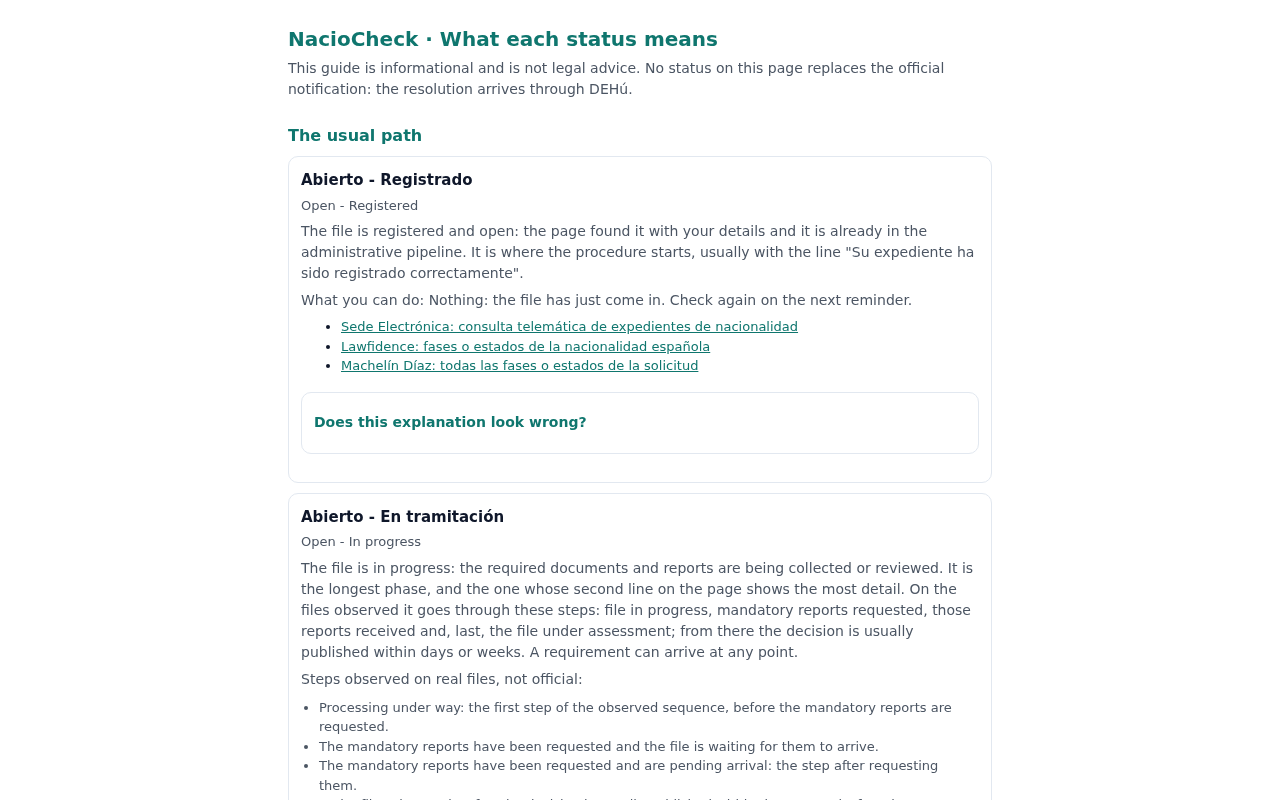 NacioCheck · What each status means
This guide is informational and is not legal advice. No status on this page replaces the official
notification: the resolution arrives through DEHú.
The usual path
Abierto - Registrado
Open - Registered
The file is registered and open: the page found it with your details and it is already in the
administrative pipeline. It is where the procedure starts, usually with the line "Su expediente ha
sido registrado correctamente".
What you can do: Nothing: the file has just come in. Check again on the next reminder.
• Sede Electrónica: consulta telemática de expedientes de nacionalidad
• Lawfidence: fases o estados de la nacionalidad española
• Machelín Díaz: todas las fases o estados de la solicitud
Does this explanation look wrong?
Abierto - En tramitación
Open - In progress
The file is in progress: the required documents and reports are being collected or reviewed. It is
the longest phase, and the one whose second line on the page shows the most detail. On the
files observed it goes through these steps: file in progress, mandatory reports requested, those
reports received and, last, the file under assessment; from there the decision is usually
published within days or weeks. A requirement can arrive at any point.
Steps observed on real files, not official:
• Processing under way: the first step of the observed sequence, before the mandatory reports are
requested.
• The mandatory reports have been requested and the file is waiting for them to arrive.
• The mandatory reports have been requested and are pending arrival: the step after requesting
them.